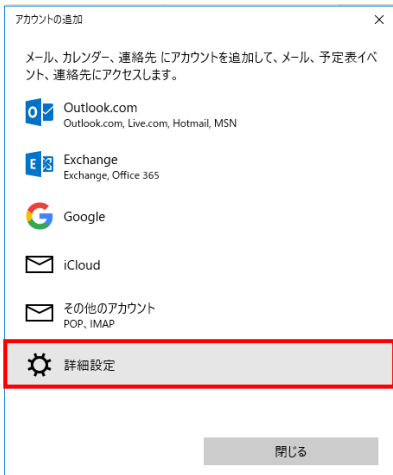 アカウントの追加
メール、カレンダー、連絡先 にアカウントを追加して、メール、予定表イベ
ント、連絡先にアクセスします。
Outlook.com
Outlook.com, Live.com, Hotmail, MSN
Exchange
Exchange, Office 365
Google
iCloud
その他のアカウント
POP、IMAP
詳細設定
閉じる